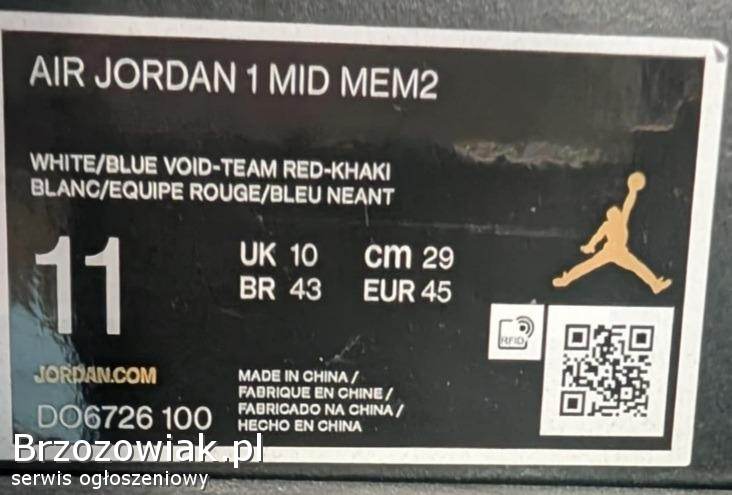 AIR JORDAN 1 MID MEM2
WHITE/BLUE VOID-TEAM RED-KHAKI
BLANC/EQUIPE ROUGE/BLEU NEANT
11
UK 10 cm 29
BR 43 EUR 45
RFID
JORDAN.COM
DO6726 100
MADE IN CHINA /
FABRIQUE EN CHINE /
FABRICADO NA CHINA /
HECHO EN CHINA
Brzozowiak.pl
serwis ogłoszeniowy